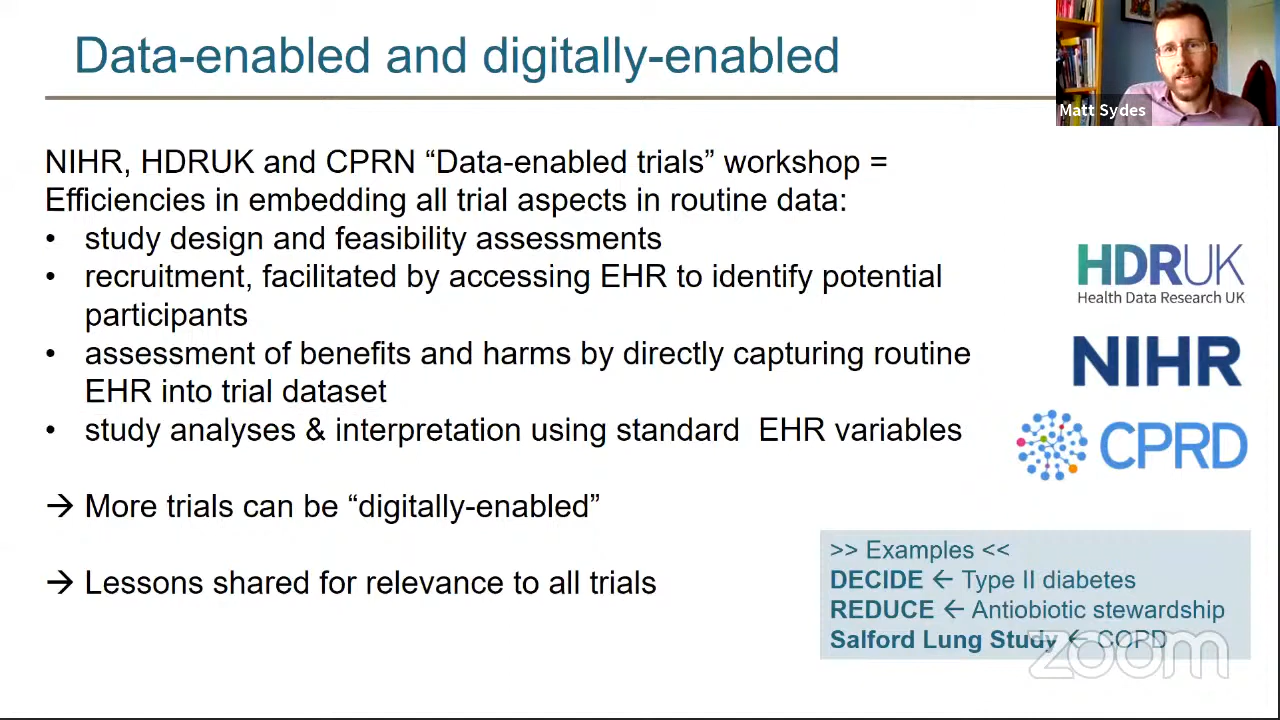 Data-enabled and digitally-enabled
Matt Sydes
NIHR, HDRUK and CPRN “Data-enabled trials” workshop =
Efficiencies in embedding all trial aspects in routine data:
• study design and feasibility assessments
• recruitment, facilitated by accessing EHR to identify potential
participants
• assessment of benefits and harms by directly capturing routine
EHR into trial dataset
• study analyses & interpretation using standard EHR variables
→ More trials can be “digitally-enabled”
→ Lessons shared for relevance to all trials
HDRUK
Health Data Research UK
NIHR
CPRD
>> Examples <<
DECIDE ← Type II diabetes
REDUCE ← Antiobiotic stewardship
Salford Lung Study ← COPD
zoom